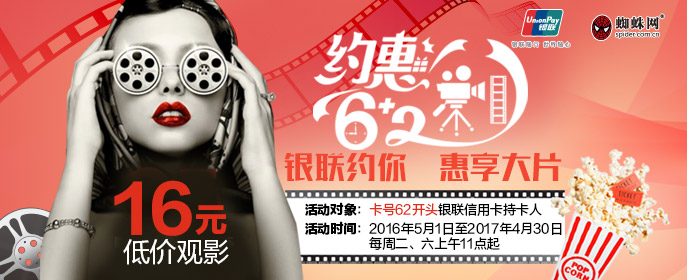 UnionPay
银联
蜘蛛网
spider.com.cn
约惠
6+2
银联约你 惠享大片
16元
低价观影
活动对象：卡号62开头银联信用卡持卡人
活动时间：2016年5月1日至2017年4月30日
每周二、六上午11点起
TICKET
POP
CORN